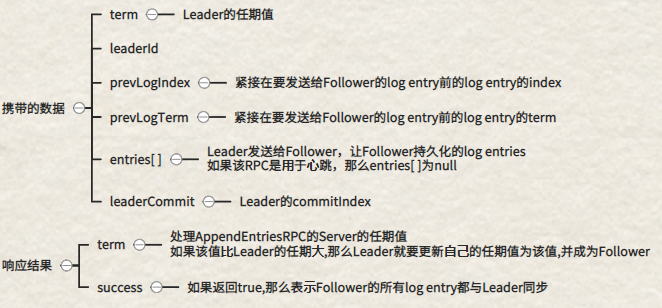 携带的数据
term
Leader的任期值
leaderId
prevLogIndex
紧接在要发送给Follower的log entry前的log entry的index
prevLogTerm
紧接在要发送给Follower的log entry前的log entry的term
entries[ ]
Leader发送给Follower，让Follower持久化的log entries
如果该RPC是用于心跳，那么entries[ ]为null
leaderCommit
Leader的commitIndex
响应结果
term
处理AppendEntriesRPC的Server的任期值
如果该值比Leader的任期大,那么Leader就要更新自己的任期值为该值,并成为Follower
success
如果返回true,那么表示Follower的所有log entry都与Leader同步